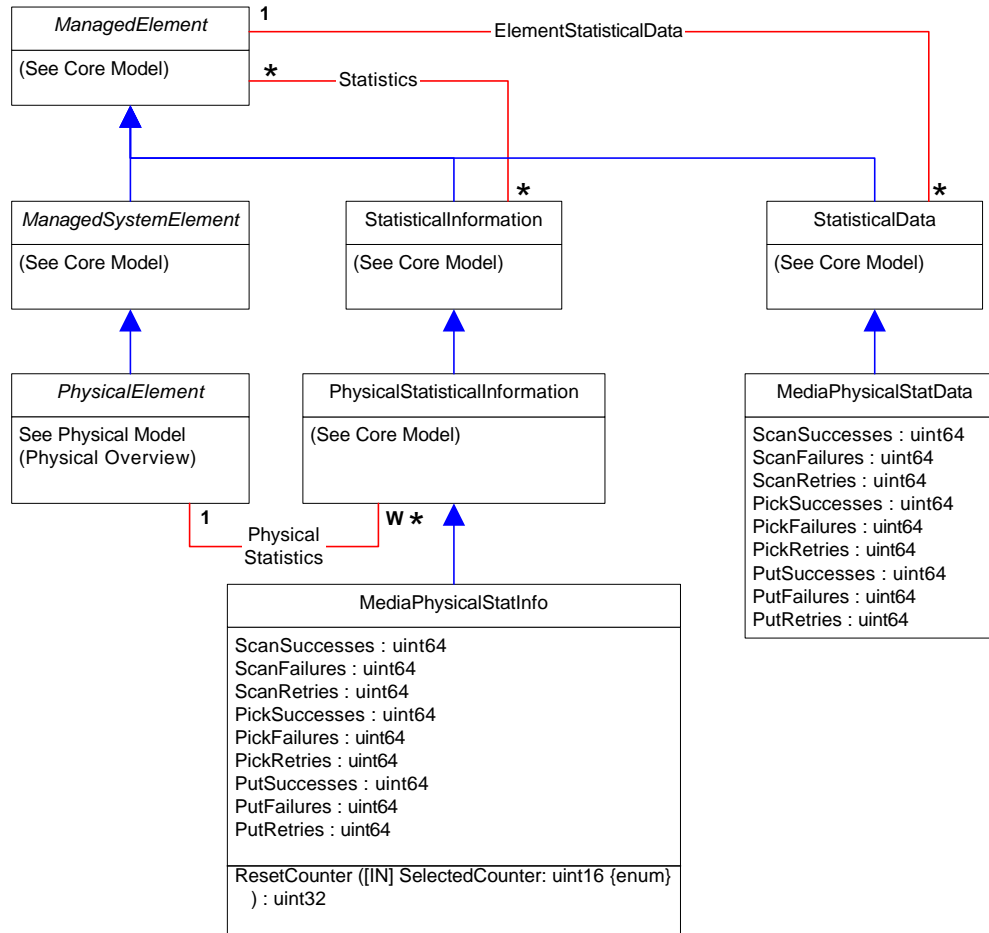 ManagedElement
(See Core Model)
1
ElementStatisticalData
*
Statistics
*
*
ManagedSystemElement
(See Core Model)
StatisticalInformation
(See Core Model)
StatisticalData
(See Core Model)
PhysicalElement
See Physical Model
(Physical Overview)
PhysicalStatisticalInformation
(See Core Model)
MediaPhysicalStatData
ScanSuccesses : uint64
ScanFailures : uint64
ScanRetries : uint64
PickSuccesses : uint64
PickFailures : uint64
PickRetries : uint64
PutSuccesses : uint64
PutFailures : uint64
PutRetries : uint64
1
W *
Physical
Statistics
MediaPhysicalStatInfo
ScanSuccesses : uint64
ScanFailures : uint64
ScanRetries : uint64
PickSuccesses : uint64
PickFailures : uint64
PickRetries : uint64
PutSuccesses : uint64
PutFailures : uint64
PutRetries : uint64
ResetCounter ([IN] SelectedCounter: uint16 {enum}
) : uint32